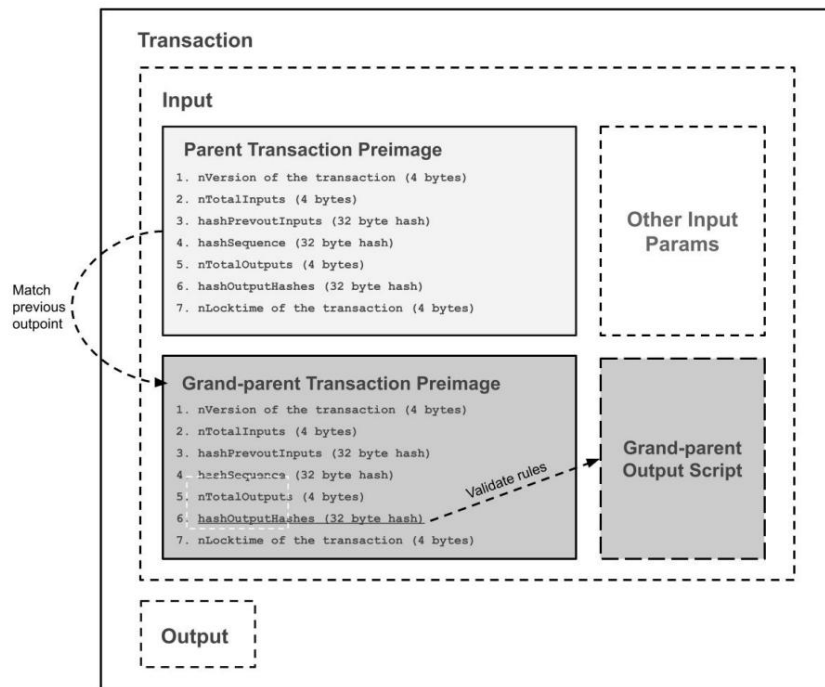 Transaction
Input
Parent Transaction Preimage
1. nVersion of the transaction (4 bytes)
2. nTotalInputs (4 bytes)
3. hashPrevoutInputs (32 byte hash)
4. hashSequence (32 byte hash)
5. nTotalOutputs (4 bytes)
6. hashOutputHashes (32 byte hash)
7. nLocktime of the transaction (4 bytes)
Other Input
Params
Match
previous
outpoint
Grand-parent Transaction Preimage
1. nVersion of the transaction (4 bytes)
2. nTotalInputs (4 bytes)
3. hashPrevoutInputs (32 byte hash)
4. hashSequence (32 byte hash)
5. nTotalOutputs (4 bytes)
6. hashOutputHashes (32 byte hash)
7. nLocktime of the transaction (4 bytes)
Validate rules
Grand-parent
Output Script
Output